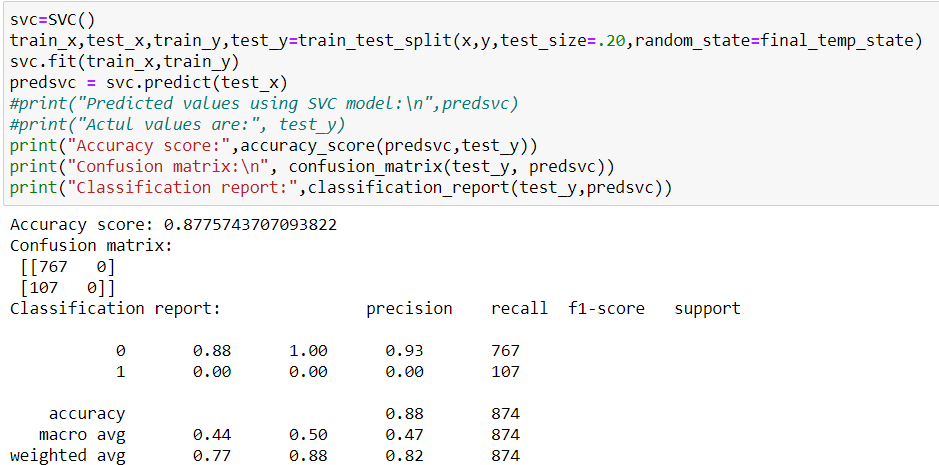 svc=SVC()
train_x,test_x,train_y,test_y=train_test_split(x,y,test_size=.20,random_state=final_temp_state)
svc.fit(train_x,train_y)
predsvc = svc.predict(test_x)
#print("Predicted values using SVC model:\n",predsvc)
#print("Actul values are:", test_y)
print("Accuracy score:",accuracy_score(predsvc,test_y))
print("Confusion matrix:\n", confusion_matrix(test_y, predsvc))
print("Classification report:",classification_report(test_y,predsvc))
Accuracy score: 0.8775743707093822
Confusion matrix:
 [[767   0]
 [107   0]]
Classification report:               precision    recall  f1-score   support
           0       0.88      1.00      0.93       767
           1       0.00      0.00      0.00       107
    accuracy                           0.88       874
   macro avg       0.44      0.50      0.47       874
weighted avg       0.77      0.88      0.82       874